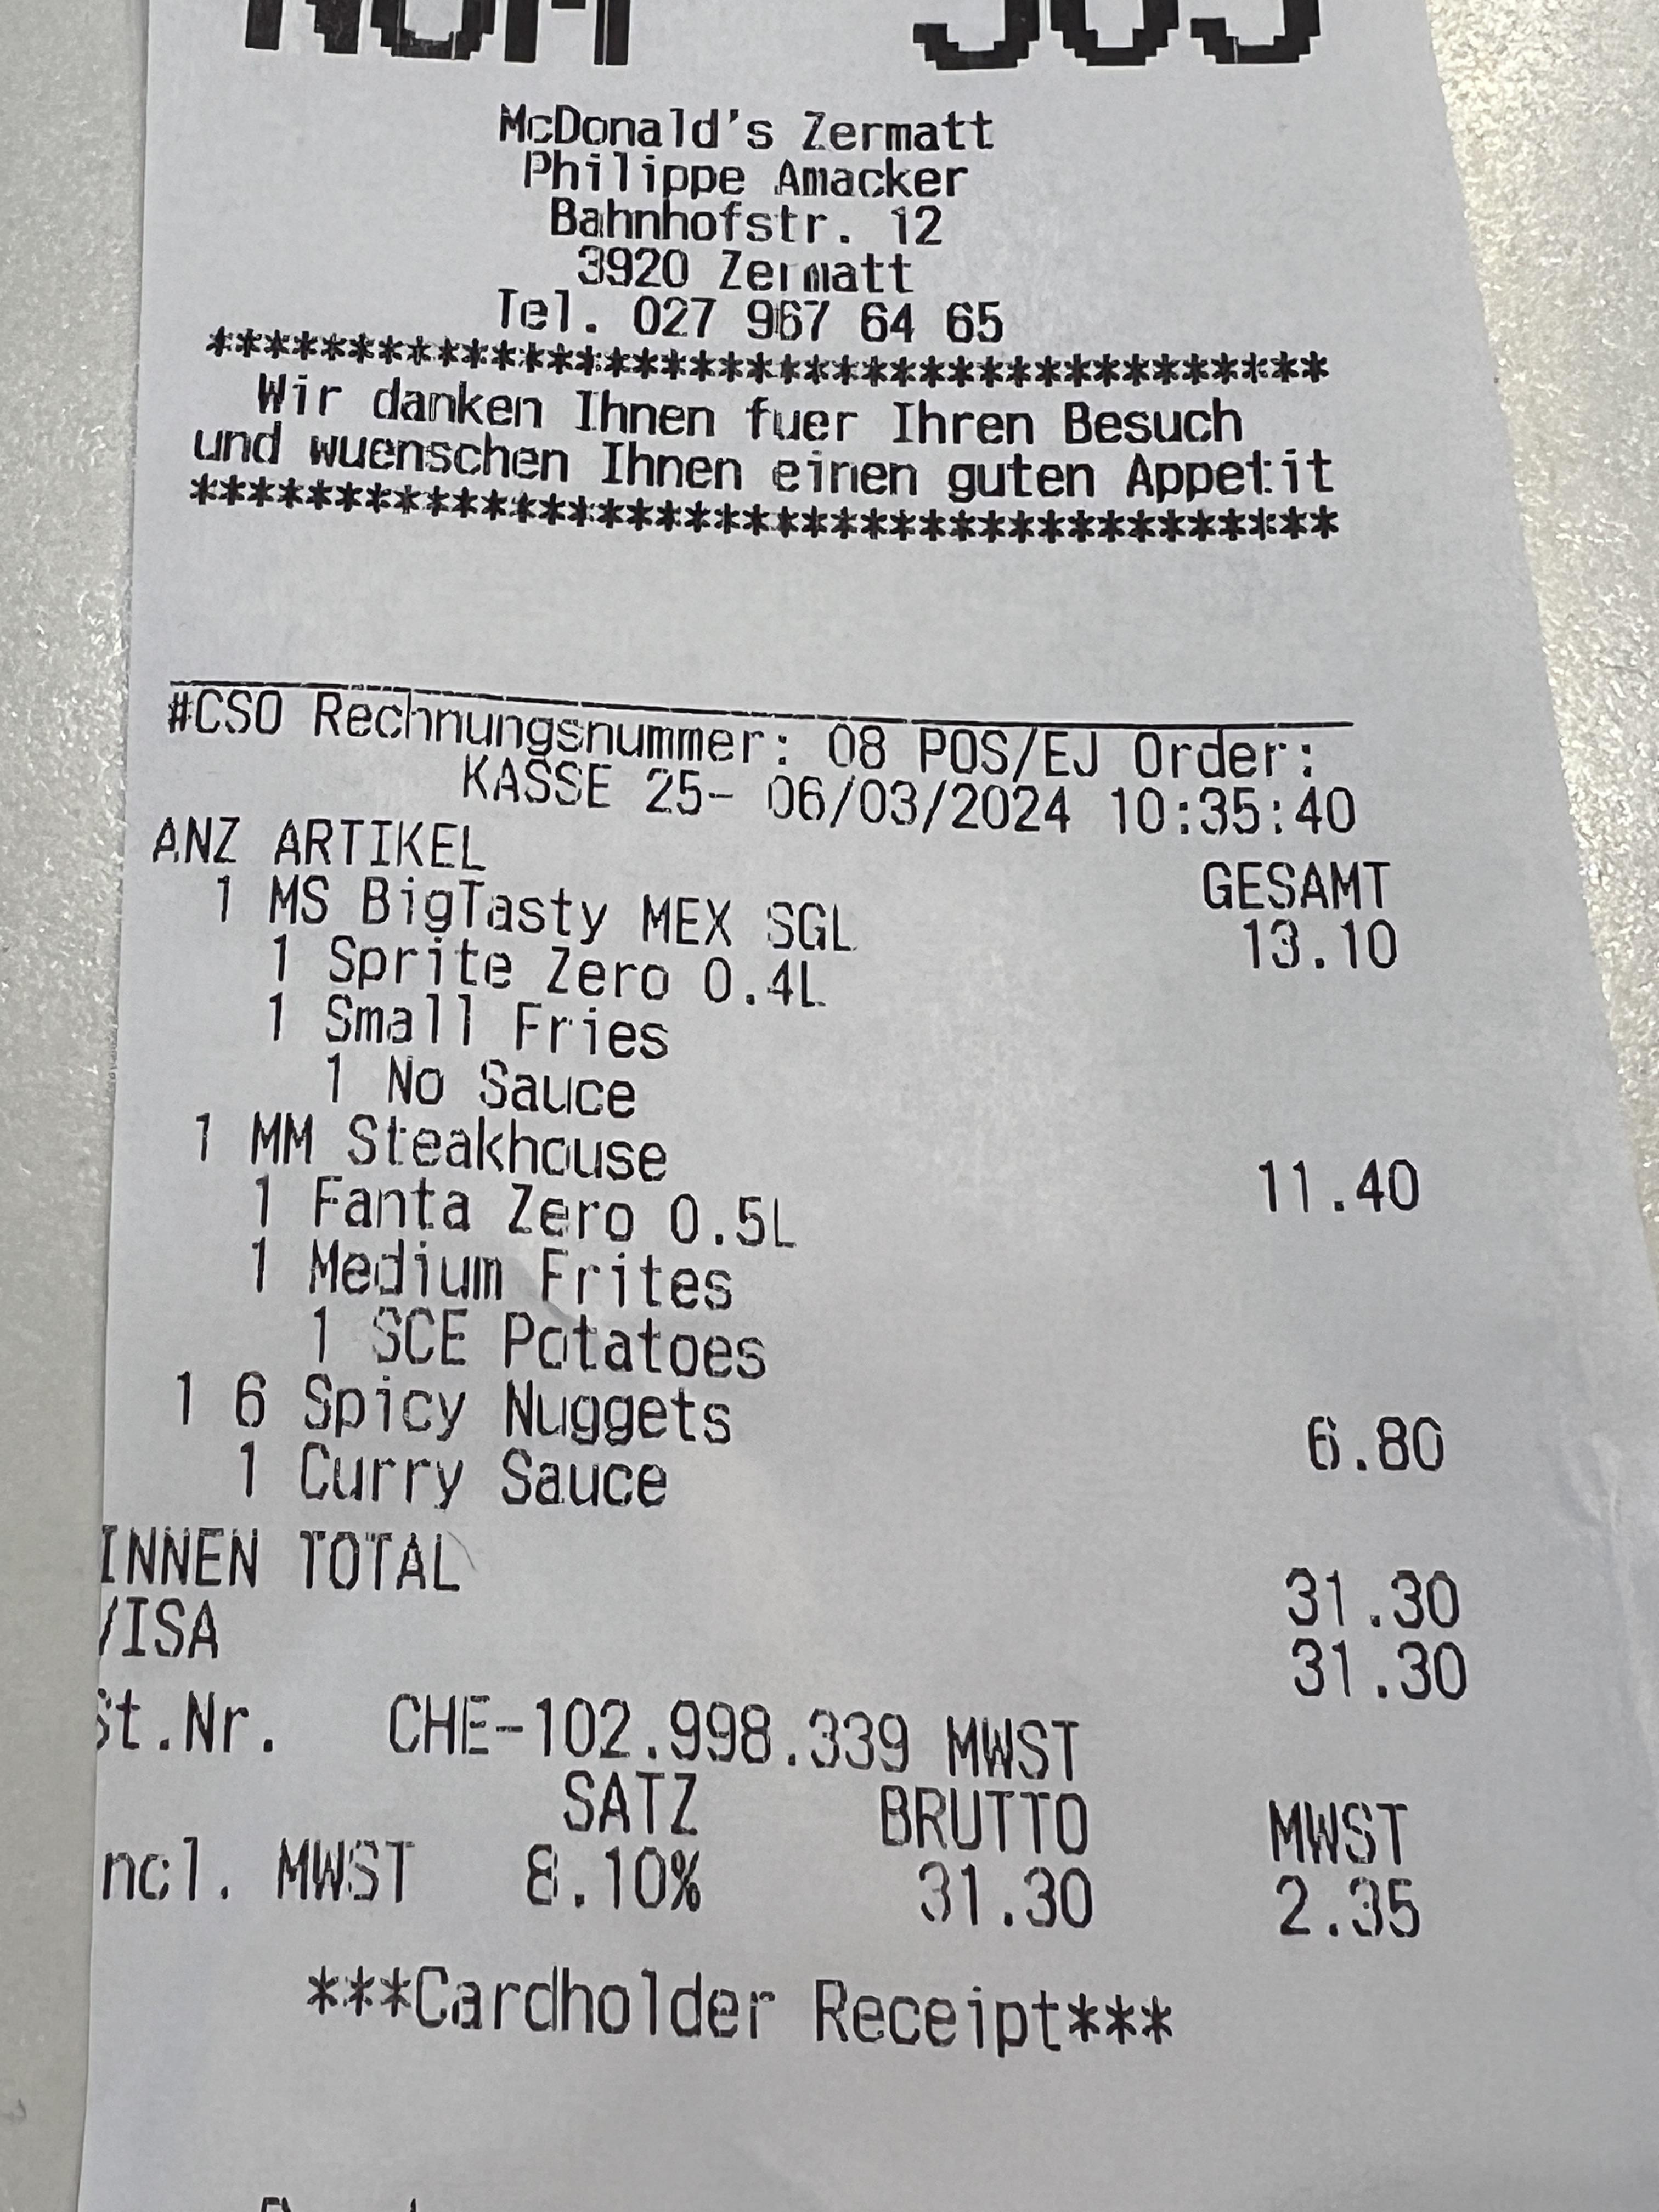 McDonald's Zermatt
Philippe Amacker
Bahnhofstr. 12
3920 Zermatt
Tel. 027 967 64 65
****************************************
Wir danken Ihnen fuer Ihren Besuch
und wuenschen Ihnen einen guten Appetit
****************************************
#CSO Rechnungsnummer: 08 POS/EJ Order:
KASSE 25- 06/03/2024 10:35:40
ANZ ARTIKEL GESAMT
1 MS BigTasty MEX SGL 13.10
1 Sprite Zero 0.4L
1 Small Fries
1 No Sauce
1 MM Steakhouse 11.40
1 Fanta Zero 0.5L
1 Medium Frites
1 SCE Potatoes
1 6 Spicy Nuggets 6.80
1 Curry Sauce
INNEN TOTAL 31.30
VISA 31.30
St.Nr. CHE-102.998.339 MWST
SATZ BRUTTO MWST
ncl. MWST 8.10% 31.30 2.35
***Cardholder Receipt***